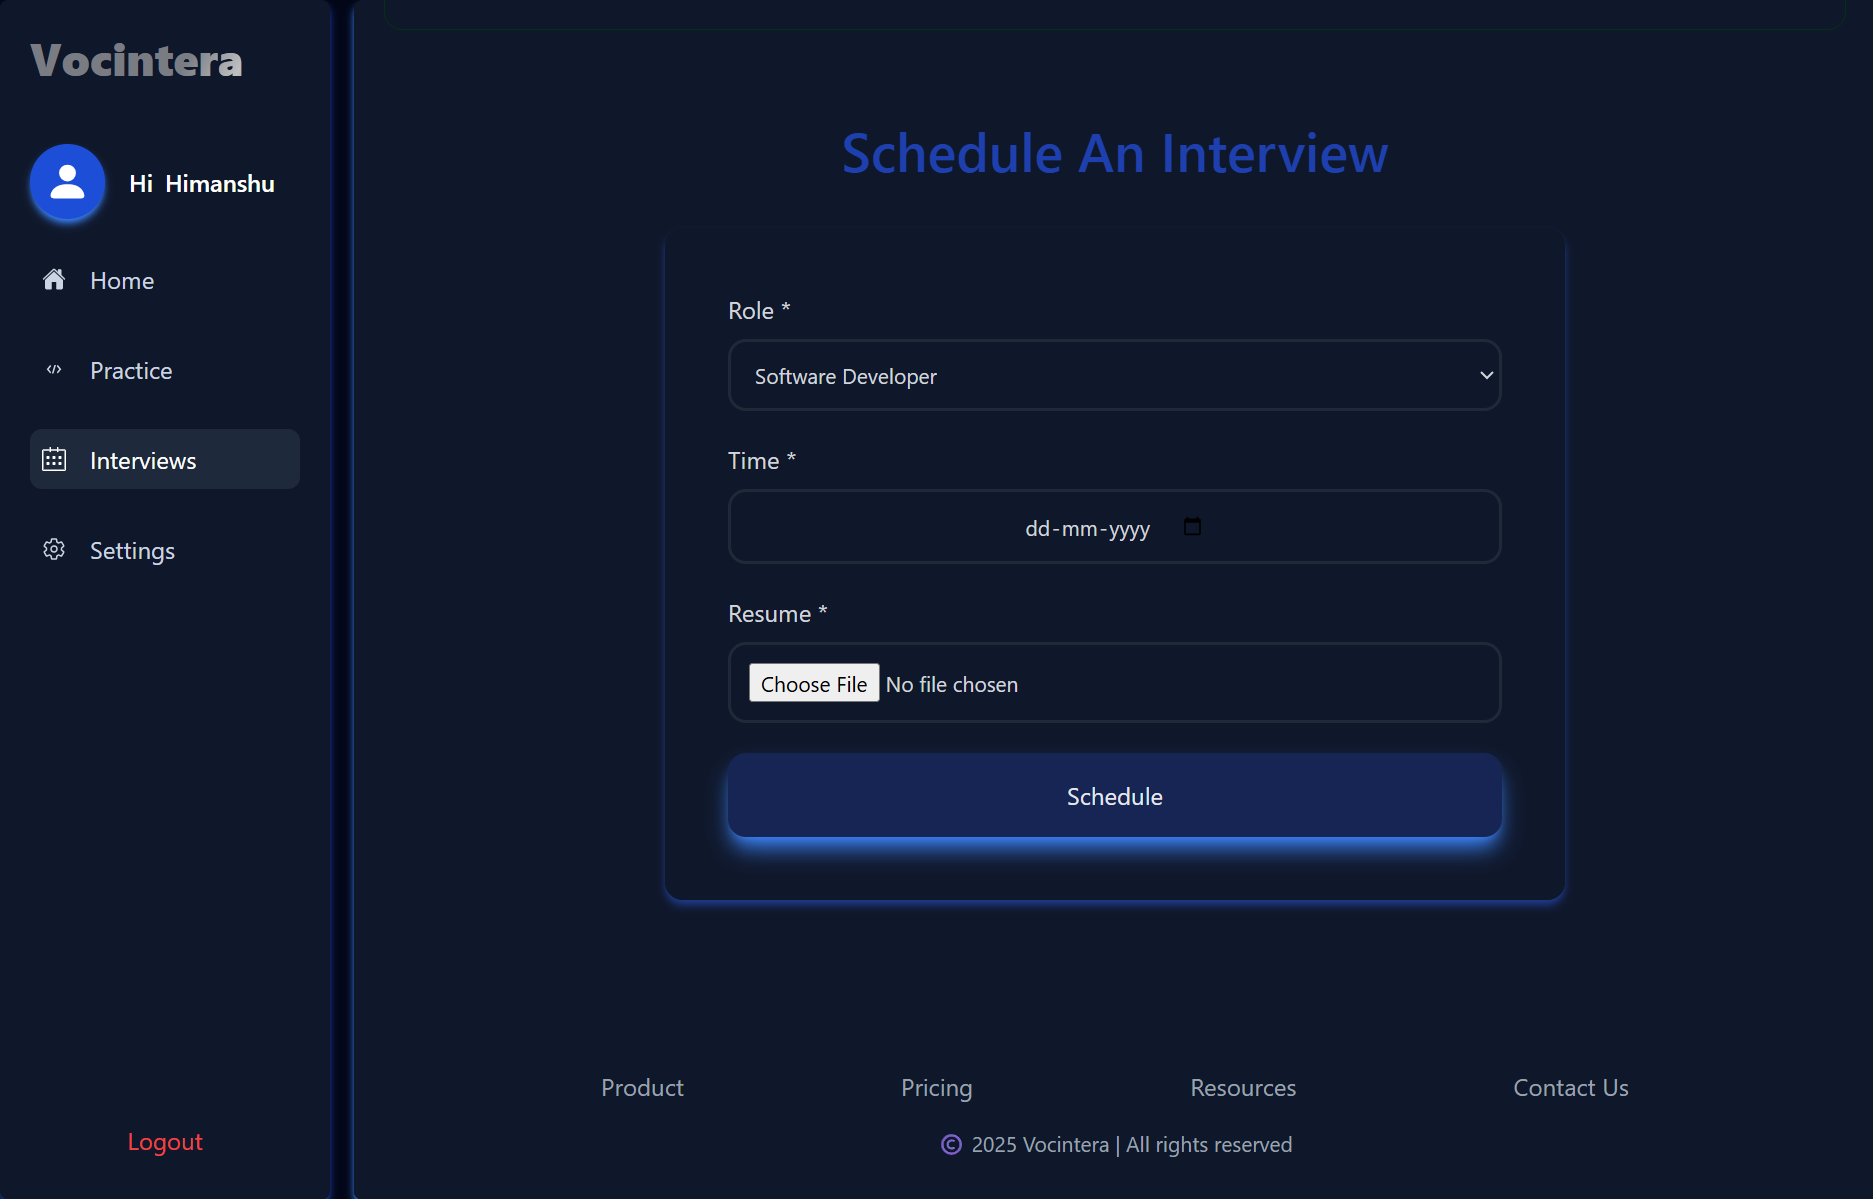 Vocintera
Hi Himanshu
Home
Practice
Interviews
Settings
Logout
Schedule An Interview
Role *
Software Developer
Time *
dd-mm-yyyy
Resume *
Choose File No file chosen
Schedule
Product Pricing Resources Contact Us
© 2025 Vocintera | All rights reserved